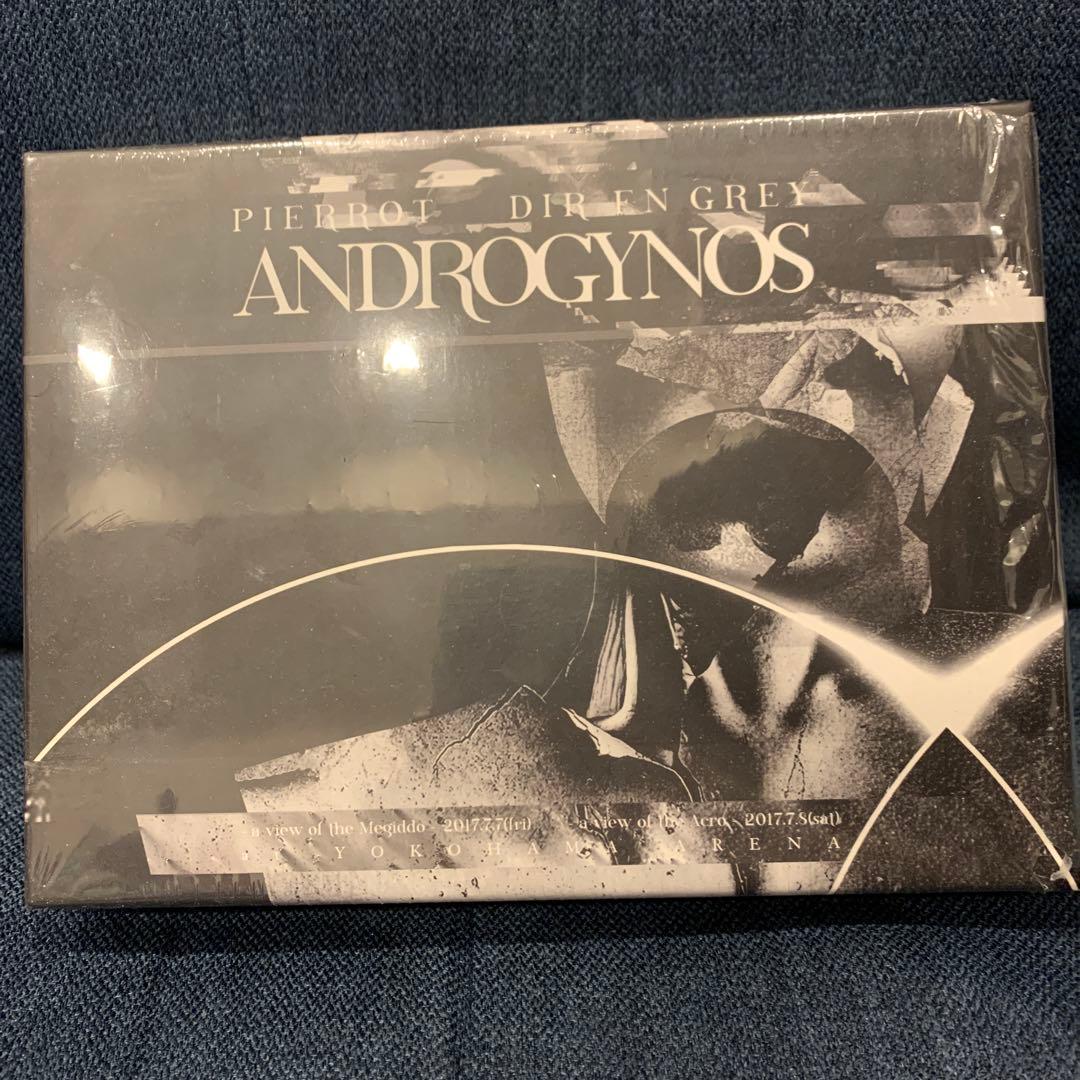 PIERROT DIR EN GREY
ANDROGYNOS
- a view of the Megiddo - 2017.7.7(fri) - a view of the Acro - 2017.7.8(sat)
at YOKOHAMA ARENA